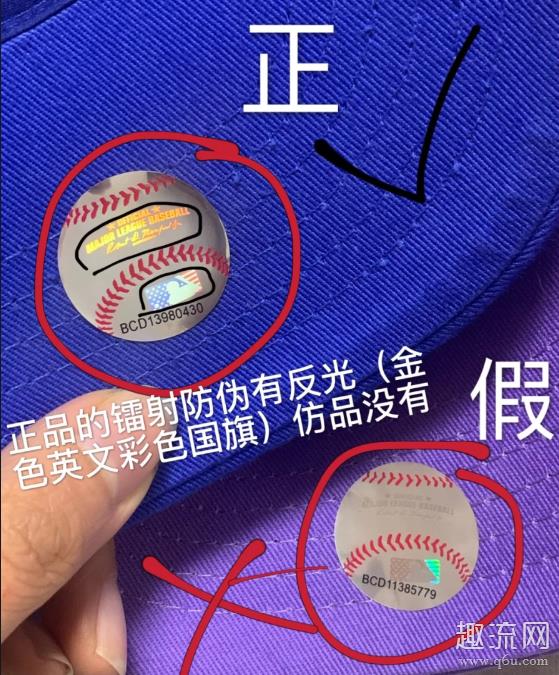 正
OFFICIAL
MAJOR LEAGUE BASEBALL
BCD13980430
正品的镭射防伪有反光（金
色英文彩色国旗）仿品没有
假
BCD11385779
趣流网
www.q6u.com